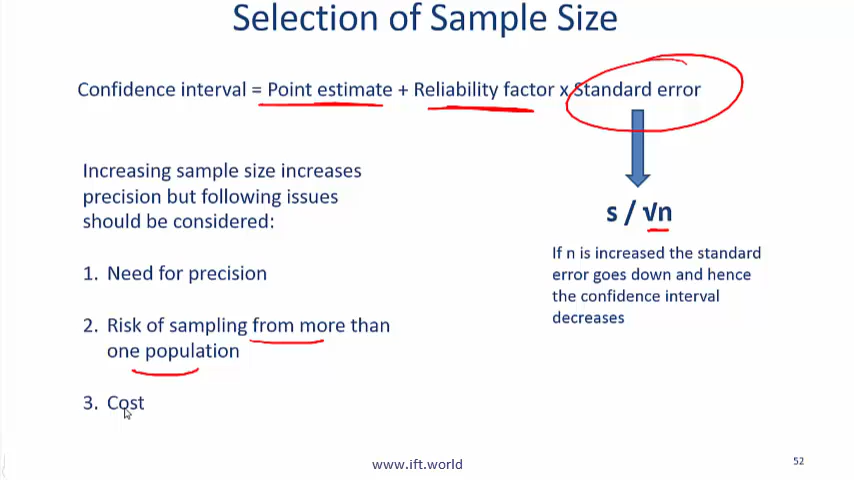 Selection of Sample Size
Confidence interval = Point estimate + Reliability factor x Standard error
Increasing sample size increases
precision but following issues
should be considered:
1. Need for precision
2. Risk of sampling from more than
one population
3. Cost
s / √n
If n is increased the standard
error goes down and hence
the confidence interval
decreases
www.ift.world
52